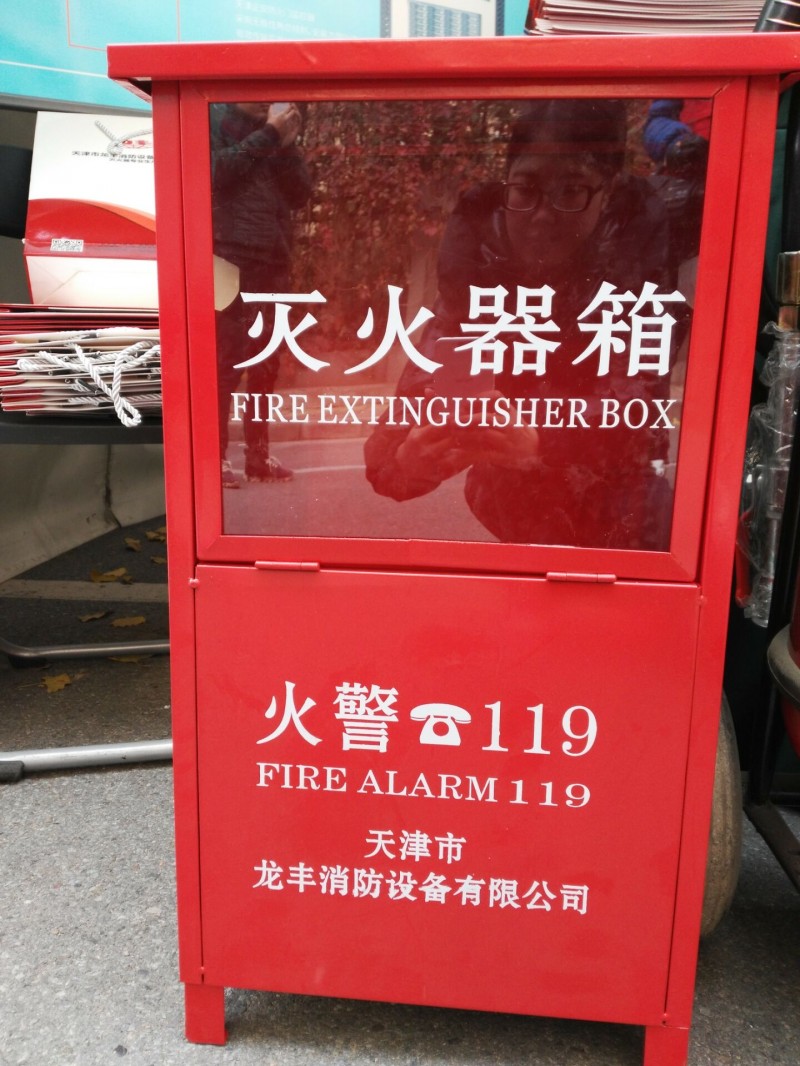 灭火器箱
FIRE EXTINGUISHER BOX
火警☎119
FIRE ALARM 119
天津市
龙丰消防设备有限公司